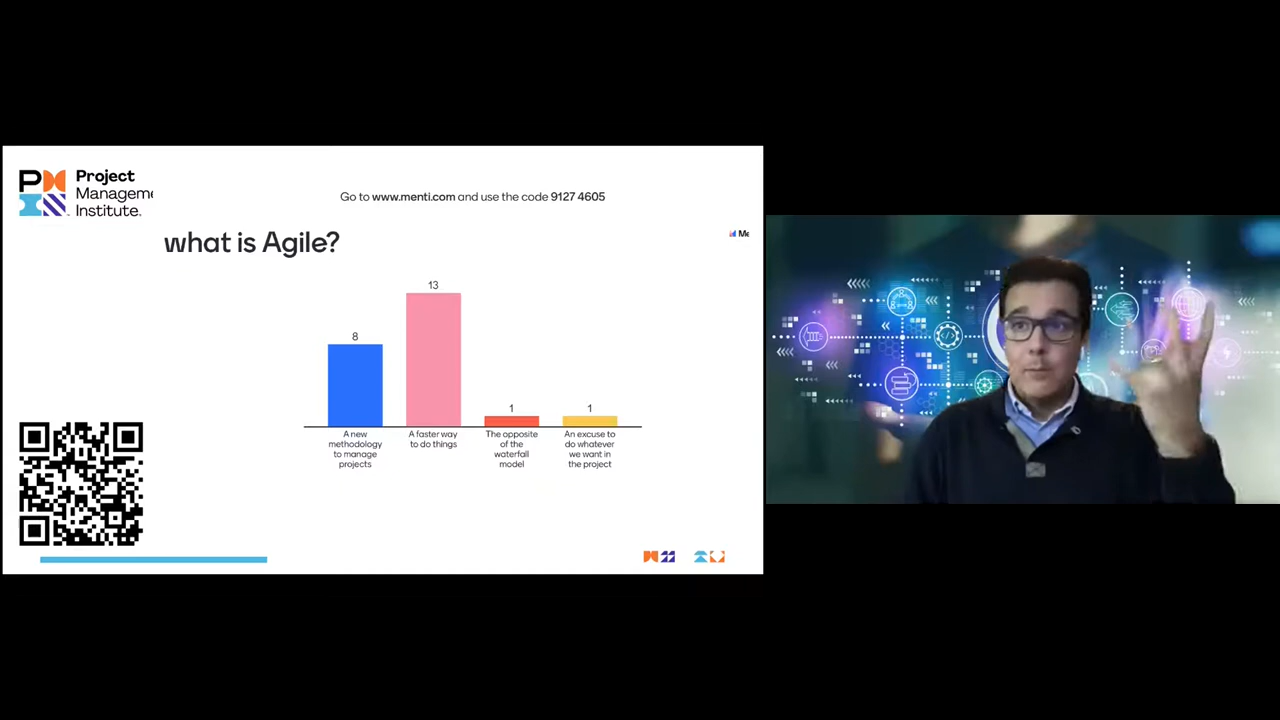 Project
Manageme
Institute.
Go to www.menti.com and use the code 9127 4605
what is Agile?
Me
13
8
1
1
A new
methodology
to manage
projects
A faster way
to do things
The opposite
of the
waterfall
model
An excuse to
do whatever
we want in
the project